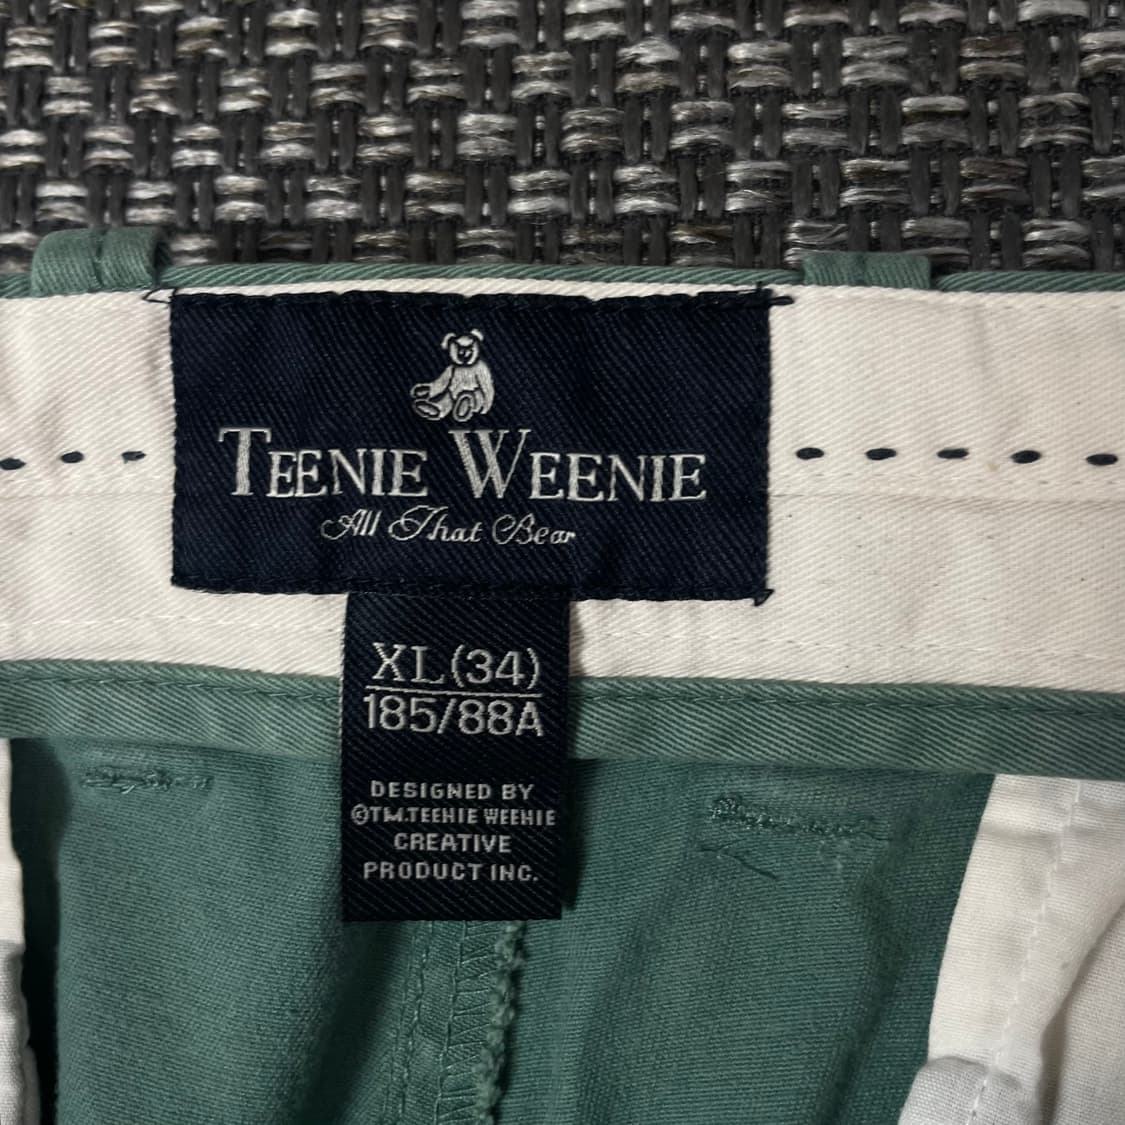 TEENIE WEENIE
All That Bear
XL(34)
185/88A
DESIGNED BY
©TM.TEENIE WEENIE
CREATIVE
PRODUCT INC.